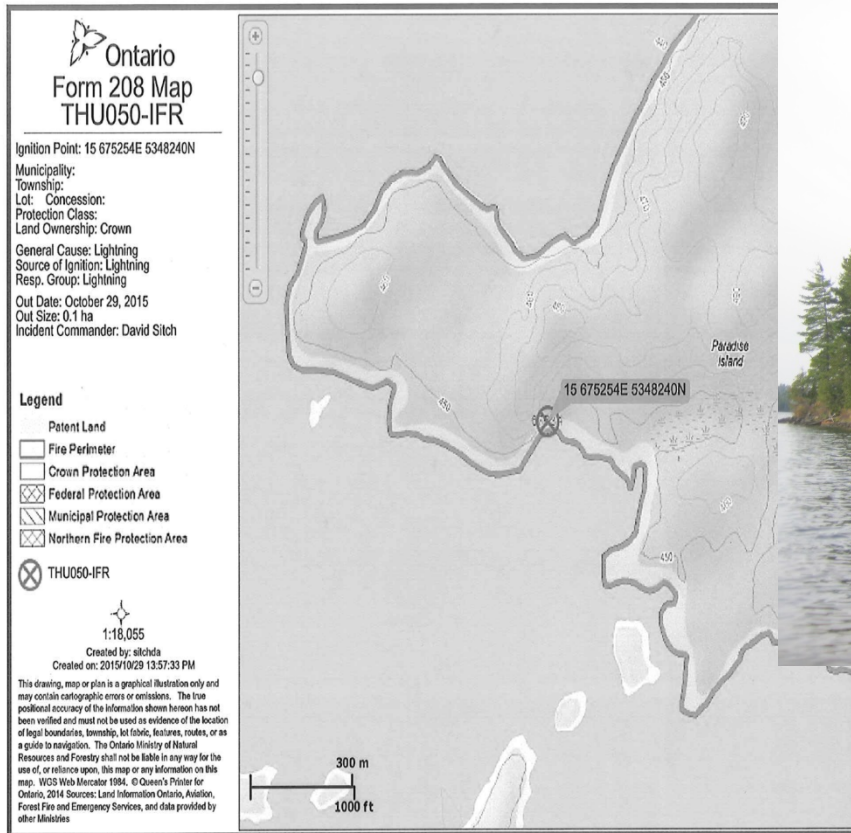 Ontario
Form 208 Map
THU050-IFR
Ignition Point: 15 675254E 5348240N
Municipality:
Township:
Lot: Concession:
Protection Class:
Land Ownership: Crown
General Cause: Lightning
Source of Ignition: Lightning
Resp. Group: Lightning
Out Date: October 29, 2015
Out Size: 0.1 ha
Incident Commander: David Sitch
Legend
Patent Land
Fire Perimeter
Crown Protection Area
Federal Protection Area
Municipal Protection Area
Northern Fire Protection Area
THU050-IFR
1:18,055
Created by: sitchda
Created on: 2015/10/29 13:57:33 PM
This drawing, map or plan is a graphical illustration only and
may contain cartographic errors or omissions. The true
positional accuracy of the information shown hereon has not
been verified and must not be used as evidence of the location
of legal boundaries, township, lot fabric, features, routes, or as
a guide to navigation. The Ontario Ministry of Natural
Resources and Forestry shall not be liable in any way for the
use of, or reliance upon, this map or any information on this
map. WGS Web Mercator 1984. © Queen's Printer for
Ontario, 2014 Sources: Land Information Ontario, Aviation,
Forest Fire and Emergency Services, and data provided by
other Ministries
450
470
Paradise
Island
15 675254E 5348240N
450
450
300 m
1000 ft